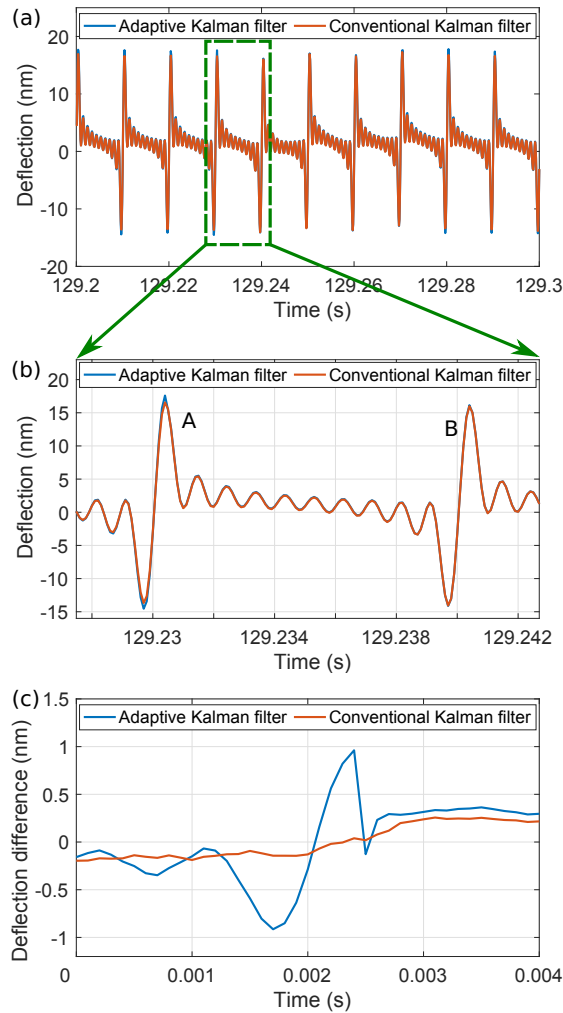 (a)
Adaptive Kalman filter Conventional Kalman filter
Deflection (nm)
20
10
0
-10
-20
129.2 129.22 129.24 129.26 129.28 129.3
Time (s)
(b)
Adaptive Kalman filter Conventional Kalman filter
Deflection (nm)
20
15
10
5
0
-5
-10
-15
A
B
129.23 129.234 129.238 129.242
Time (s)
(c)
Adaptive Kalman filter Conventional Kalman filter
Deflection difference (nm)
1.5
1
0.5
0
-0.5
-1
0 0.001 0.002 0.003 0.004
Time (s)